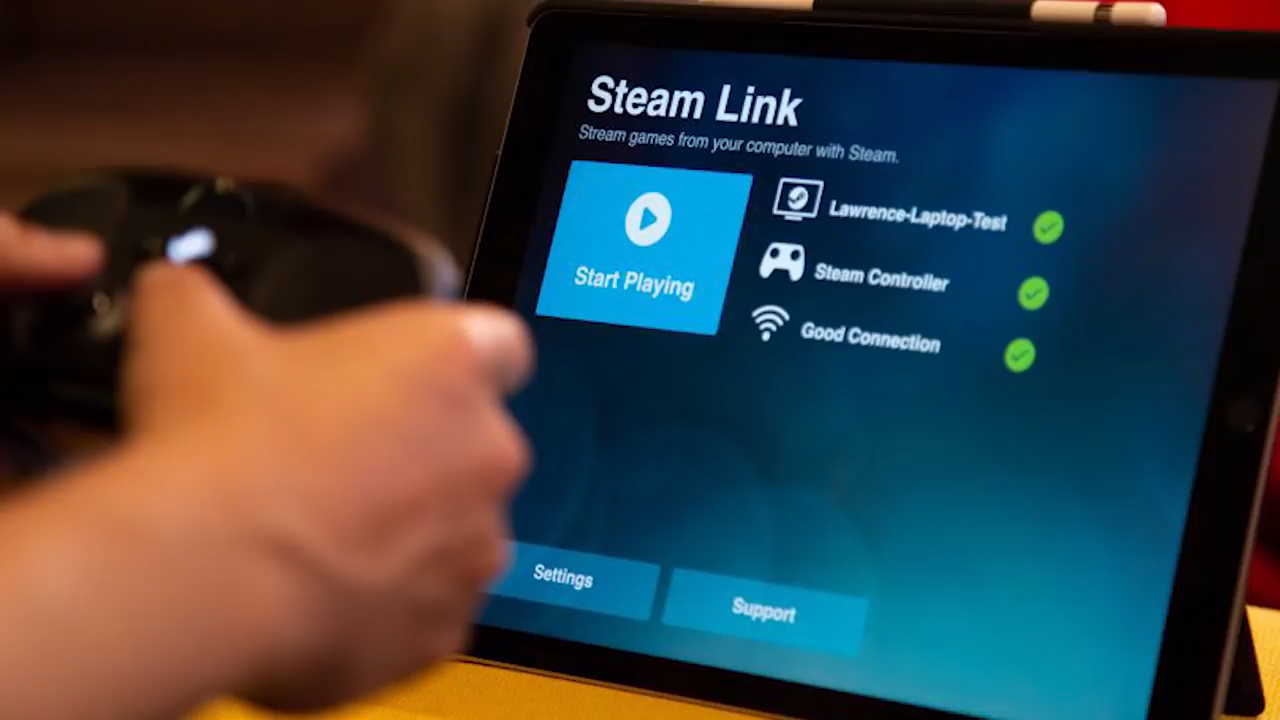 Steam Link
Stream games from your computer with Steam.
Start Playing
Lawrence-Laptop-Test
Steam Controller
Good Connection
Settings
Support